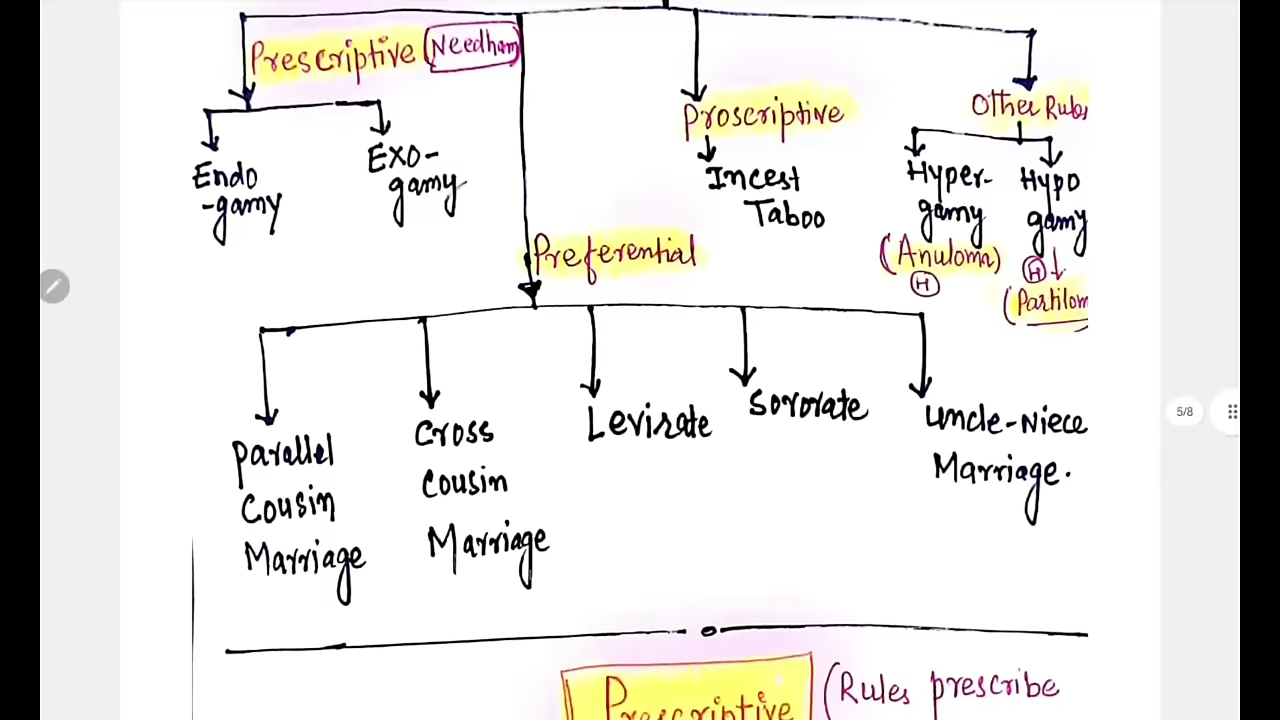 Prescriptive (Needham)
Endo
-gamy
Exo-
gamy
Proscriptive
Incest
Taboo
Other Rules
Hyper-
gamy
(Anuloma)
H
Hypo
gamy
H
(Partilom
Preferential
Parallel
Cousin
Marriage
Cross
Cousin
Marriage
Levirate
Sororate
Uncle-Niece
Marriage.
5/8
Prescriptive (Rules prescribe